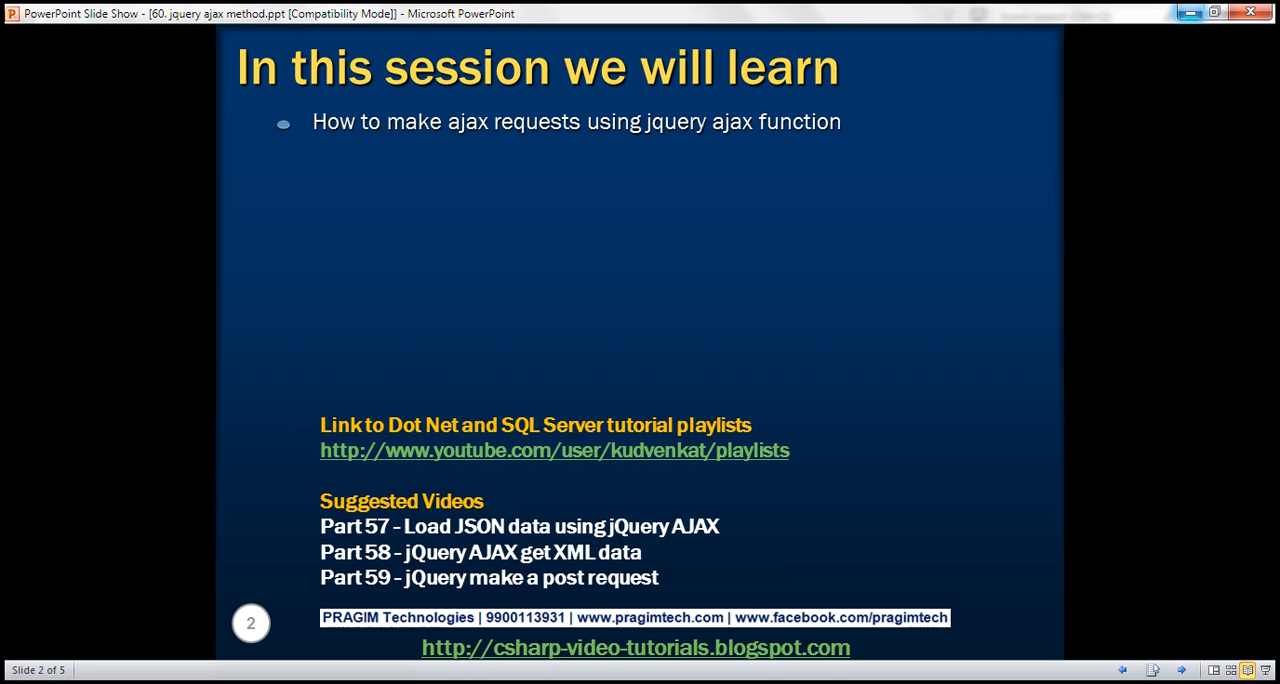 PowerPoint Slide Show - [60. jquery ajax method.ppt [Compatibility Mode]] - Microsoft PowerPoint
In this session we will learn
How to make ajax requests using jquery ajax function
Link to Dot Net and SQL Server tutorial playlists
http://www.youtube.com/user/kudvenkat/playlists
Suggested Videos
Part 57 - Load JSON data using jQuery AJAX
Part 58 - jQuery AJAX get XML data
Part 59 - jQuery make a post request
2
PRAGIM Technologies | 9900113931 | www.pragimtech.com | www.facebook.com/pragimtech
http://csharp-video-tutorials.blogspot.com
Slide 2 of 5